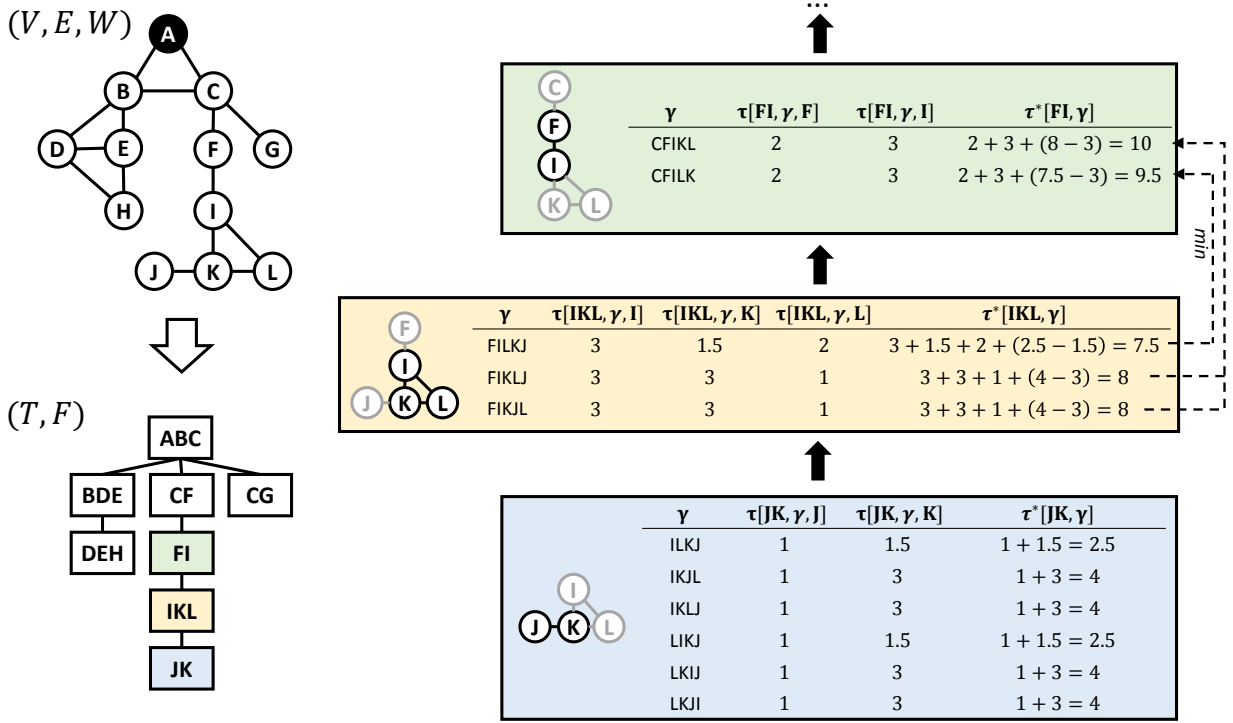 (V, E, W)
A
B
C
D
E
F
G
H
I
J
K
L
(T, F)
ABC
BDE
CF
CG
DEH
FI
IKL
JK
...
C
F
I
K
L
γ τ[FI, γ, F] τ[FI, γ, I] τ*[FI, γ]
CFIKL 2 3 2 + 3 + (8 − 3) = 10
CFILK 2 3 2 + 3 + (7.5 − 3) = 9.5
min
F
I
J
K
L
γ τ[IKL, γ, I] τ[IKL, γ, K] τ[IKL, γ, L] τ*[IKL, γ]
FILKJ 3 1.5 2 3 + 1.5 + 2 + (2.5 − 1.5) = 7.5
FIKLJ 3 3 1 3 + 3 + 1 + (4 − 3) = 8
FIKJL 3 3 1 3 + 3 + 1 + (4 − 3) = 8
I
J
K
L
γ τ[JK, γ, J] τ[JK, γ, K] τ*[JK, γ]
ILKJ 1 1.5 1 + 1.5 = 2.5
IKJL 1 3 1 + 3 = 4
IKLJ 1 3 1 + 3 = 4
LIKJ 1 1.5 1 + 1.5 = 2.5
LKIJ 1 3 1 + 3 = 4
LKJI 1 3 1 + 3 = 4